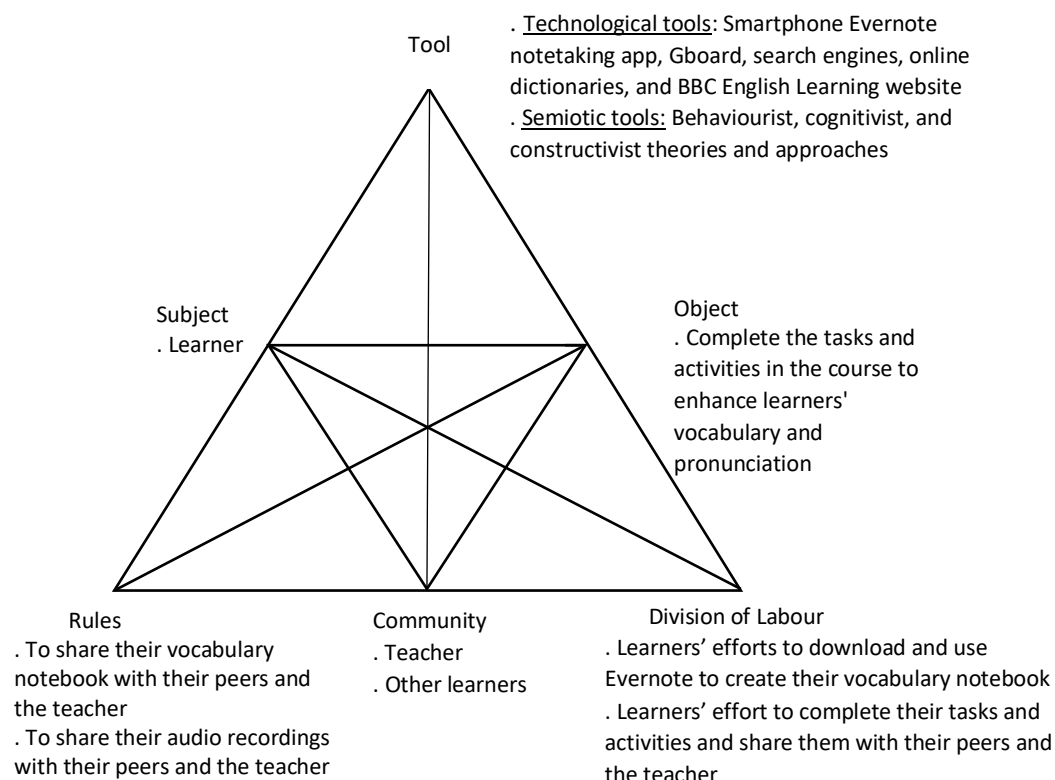 Tool
. Technological tools: Smartphone Evernote
notetaking app, Gboard, search engines, online
dictionaries, and BBC English Learning website
. Semiotic tools: Behaviourist, cognitivist, and
constructivist theories and approaches
Subject
. Learner
Object
. Complete the tasks and
activities in the course to
enhance learners'
vocabulary and
pronunciation
Rules
. To share their vocabulary
notebook with their peers and
the teacher
. To share their audio recordings
with their peers and the teacher
Community
. Teacher
. Other learners
Division of Labour
. Learners’ efforts to download and use
Evernote to create their vocabulary notebook
. Learners’ effort to complete their tasks and
activities and share them with their peers and
the teacher